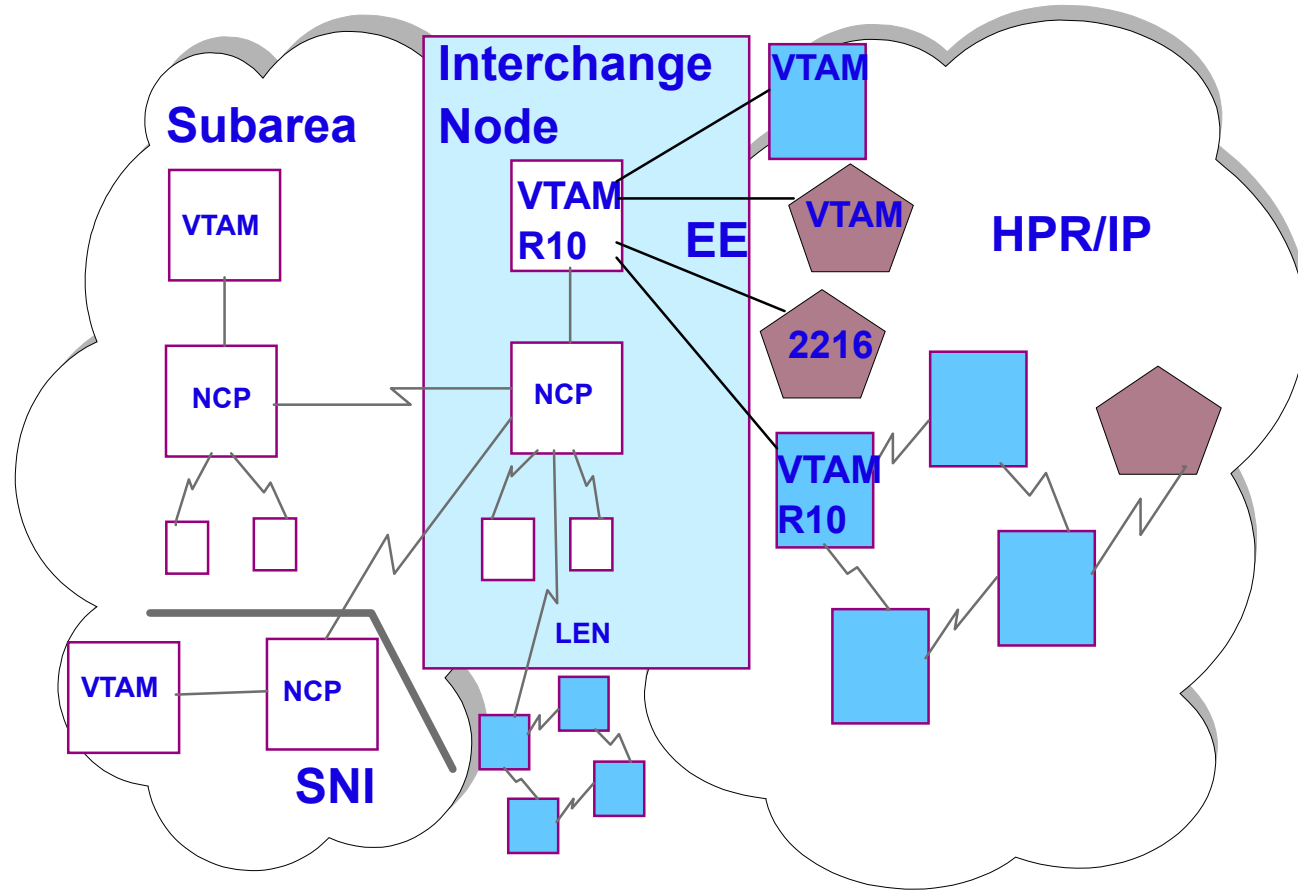 Interchange
Node
Subarea
VTAM
VTAM
R10
EE
VTAM
VTAM
HPR/IP
2216
NCP
NCP
VTAM
R10
LEN
VTAM
NCP
SNI